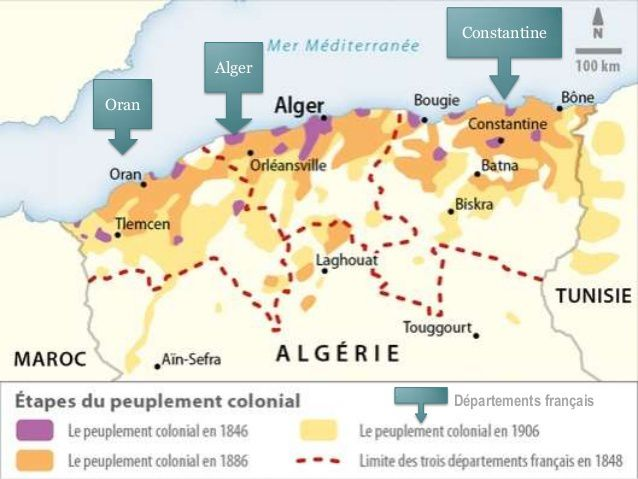 Constantine
Mer Méditerranée
N
Alger
100 km
Oran
Alger
Bougie
Bône
Constantine
Oran
Orléansville
Batna
Tlemcen
Biskra
Laghouat
TUNISIE
Touggourt
MAROC
Aïn-Sefra
ALGÉRIE
Étapes du peuplement colonial
Départements français
Le peuplement colonial en 1846
Le peuplement colonial en 1906
Le peuplement colonial en 1886
Limite des trois départements français en 1848